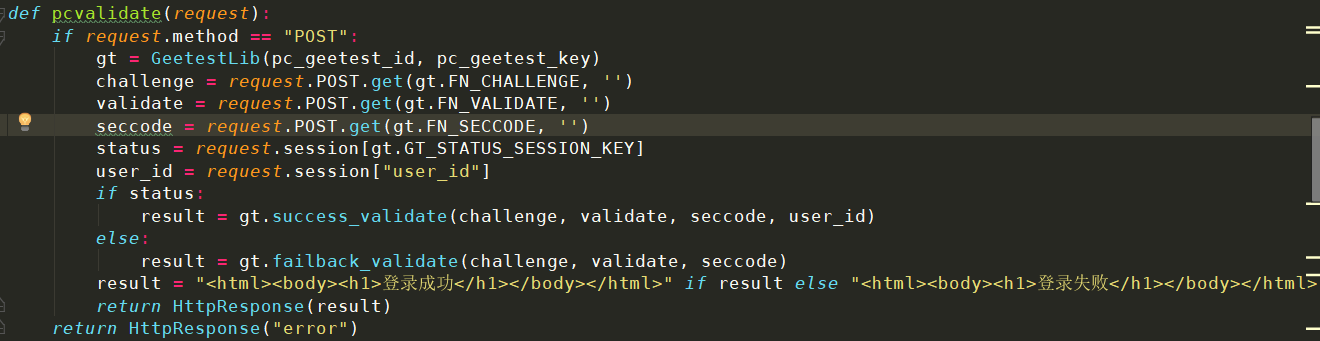 def pcvalidate(request):
    if request.method == "POST":
        gt = GeetestLib(pc_geetest_id, pc_geetest_key)
        challenge = request.POST.get(gt.FN_CHALLENGE, '')
        validate = request.POST.get(gt.FN_VALIDATE, '')
        seccode = request.POST.get(gt.FN_SECCODE, '')
        status = request.session[gt.GT_STATUS_SESSION_KEY]
        user_id = request.session["user_id"]
        if status:
            result = gt.success_validate(challenge, validate, seccode, user_id)
        else:
            result = gt.failback_validate(challenge, validate, seccode)
        result = "<html><body><h1>登录成功</h1></body></html>" if result else "<html><body><h1>登录失败</h1></body></html>
        return HttpResponse(result)
    return HttpResponse("error")